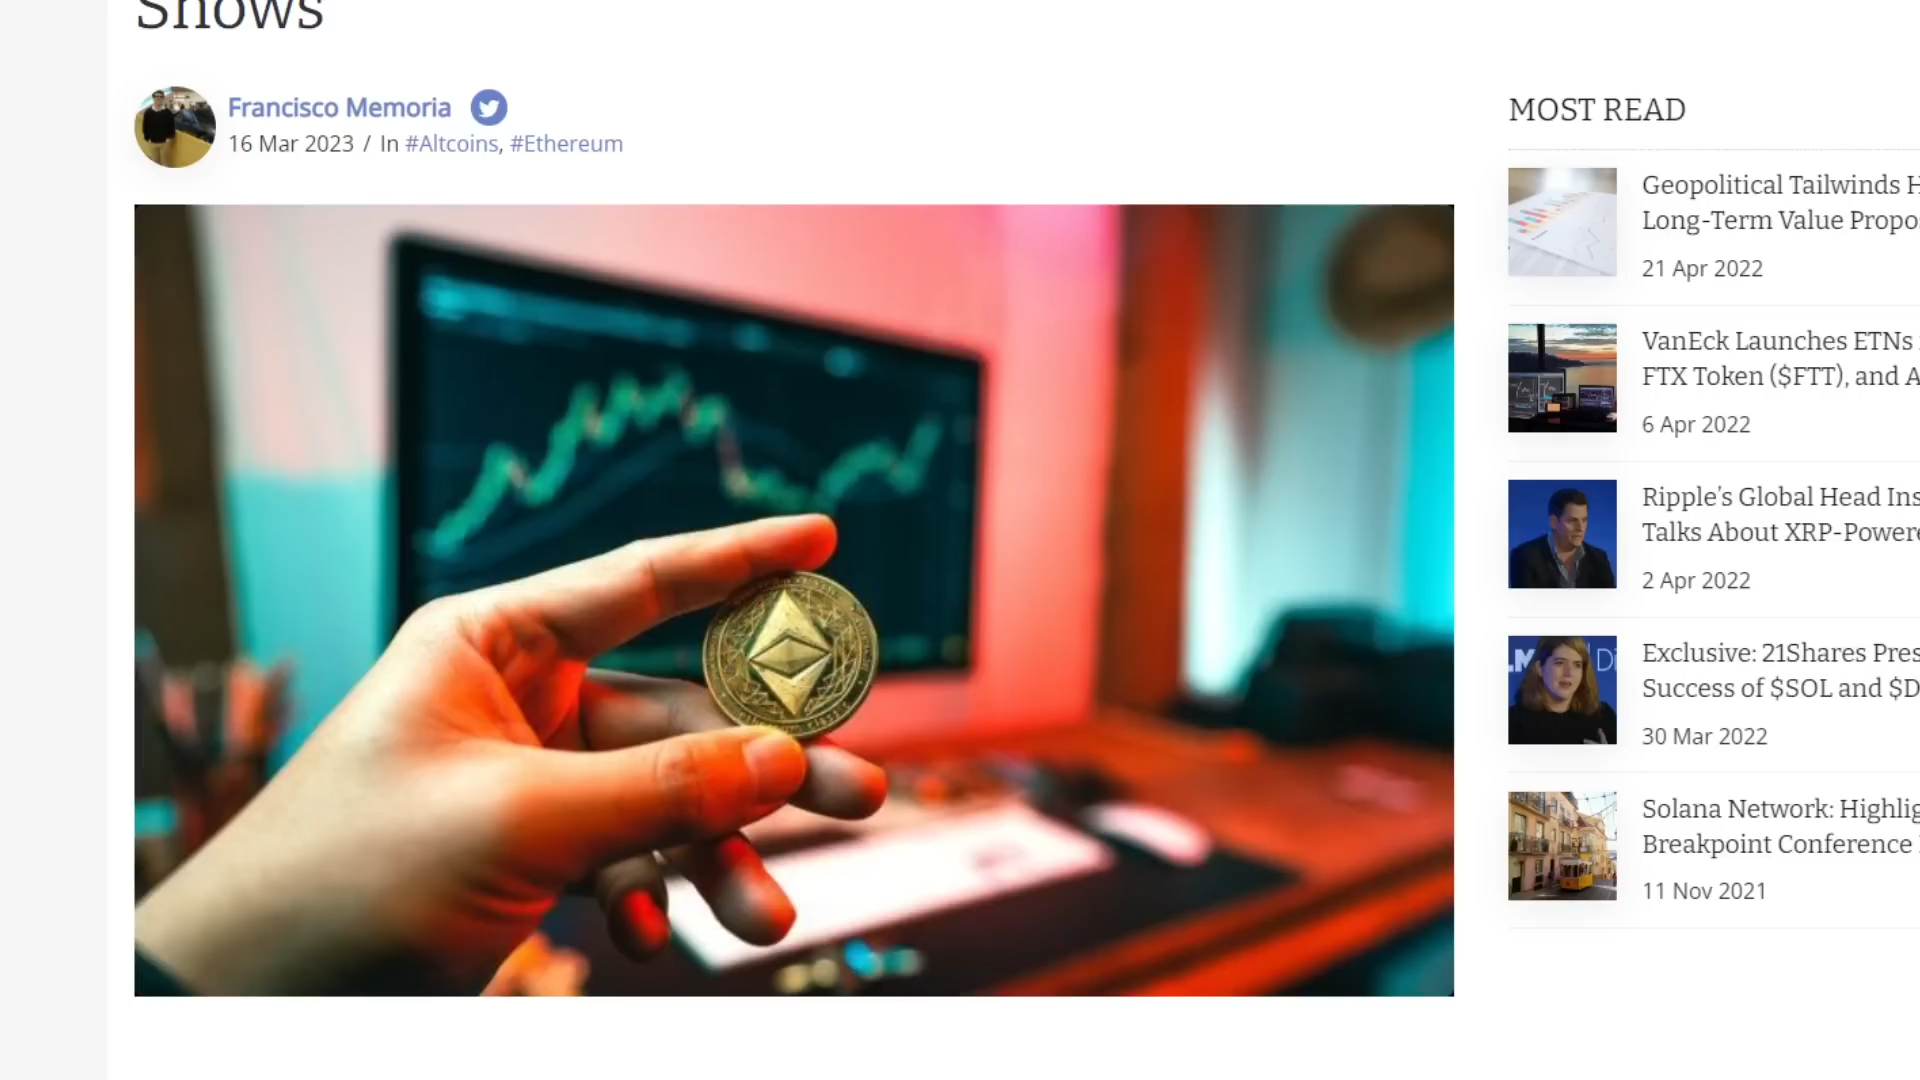 Shows
Francisco Memoria
16 Mar 2023 / In #Altcoins, #Ethereum
MOST READ
Geopolitical Tailwinds H
Long-Term Value Propo
21 Apr 2022
VanEck Launches ETNs
FTX Token ($FTT), and A
6 Apr 2022
Ripple’s Global Head Ins
Talks About XRP-Power
2 Apr 2022
LM Di
Exclusive: 21Shares Pres
Success of $SOL and $D
30 Mar 2022
Solana Network: Highlig
Breakpoint Conference
11 Nov 2021